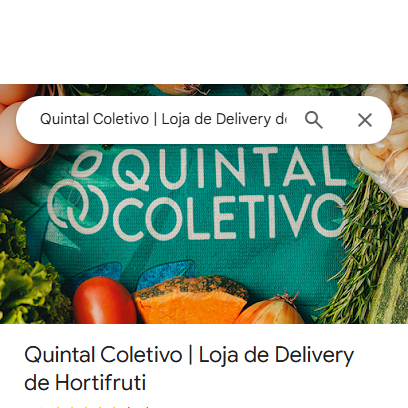 Quintal Coletivo | Loja de Delivery de
QUINTAL
COLETIVO
Quintal Coletivo | Loja de Delivery
de Hortifruti